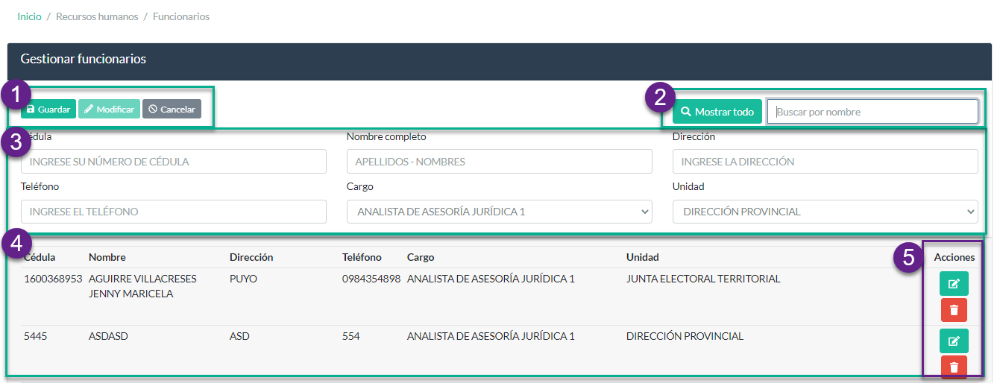 Inicio / Recursos humanos / Funcionarios
Gestionar funcionarios
1
Guardar Modificar Cancelar
2
Mostrar todo Buscar por nombre
3
Cédula Nombre completo Dirección
INGRESE SU NÚMERO DE CÉDULA APELLIDOS - NOMBRES INGRESE LA DIRECCIÓN
Teléfono Cargo Unidad
INGRESE EL TELÉFONO ANALISTA DE ASESORÍA JURÍDICA 1 DIRECCIÓN PROVINCIAL
4
5
Cédula Nombre Dirección Teléfono Cargo Unidad Acciones
1600368953 AGUIRRE VILLACRESES PUYO 0984354898 ANALISTA DE ASESORÍA JURÍDICA 1 JUNTA ELECTORAL TERRITORIAL
JENNY MARICELA
5445 ASDASD ASD 554 ANALISTA DE ASESORÍA JURÍDICA 1 DIRECCIÓN PROVINCIAL